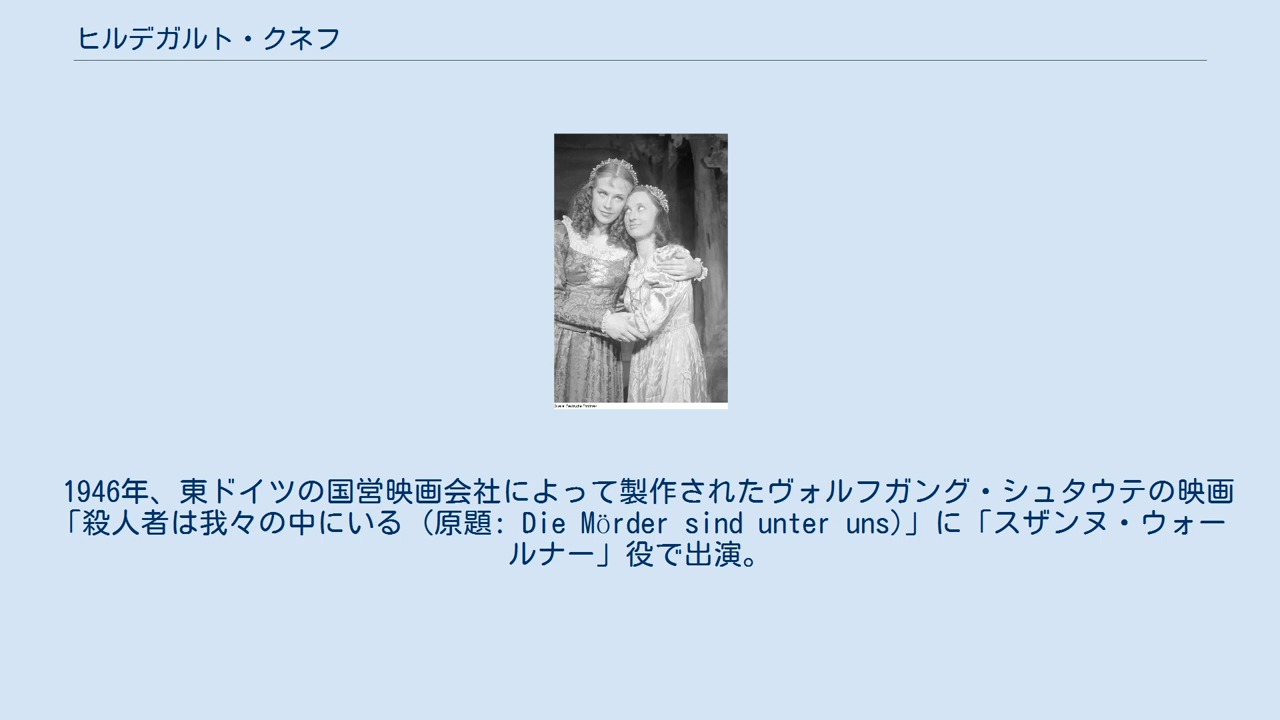 ヒルデガルト・クネフ
1946年、東ドイツの国営映画会社によって製作されたヴォルフガング・シュタウテの映画
「殺人者は我々の中にいる (原題: Die Mörder sind unter uns)」に「スザンヌ・ウォー
ルナー」役で出演。